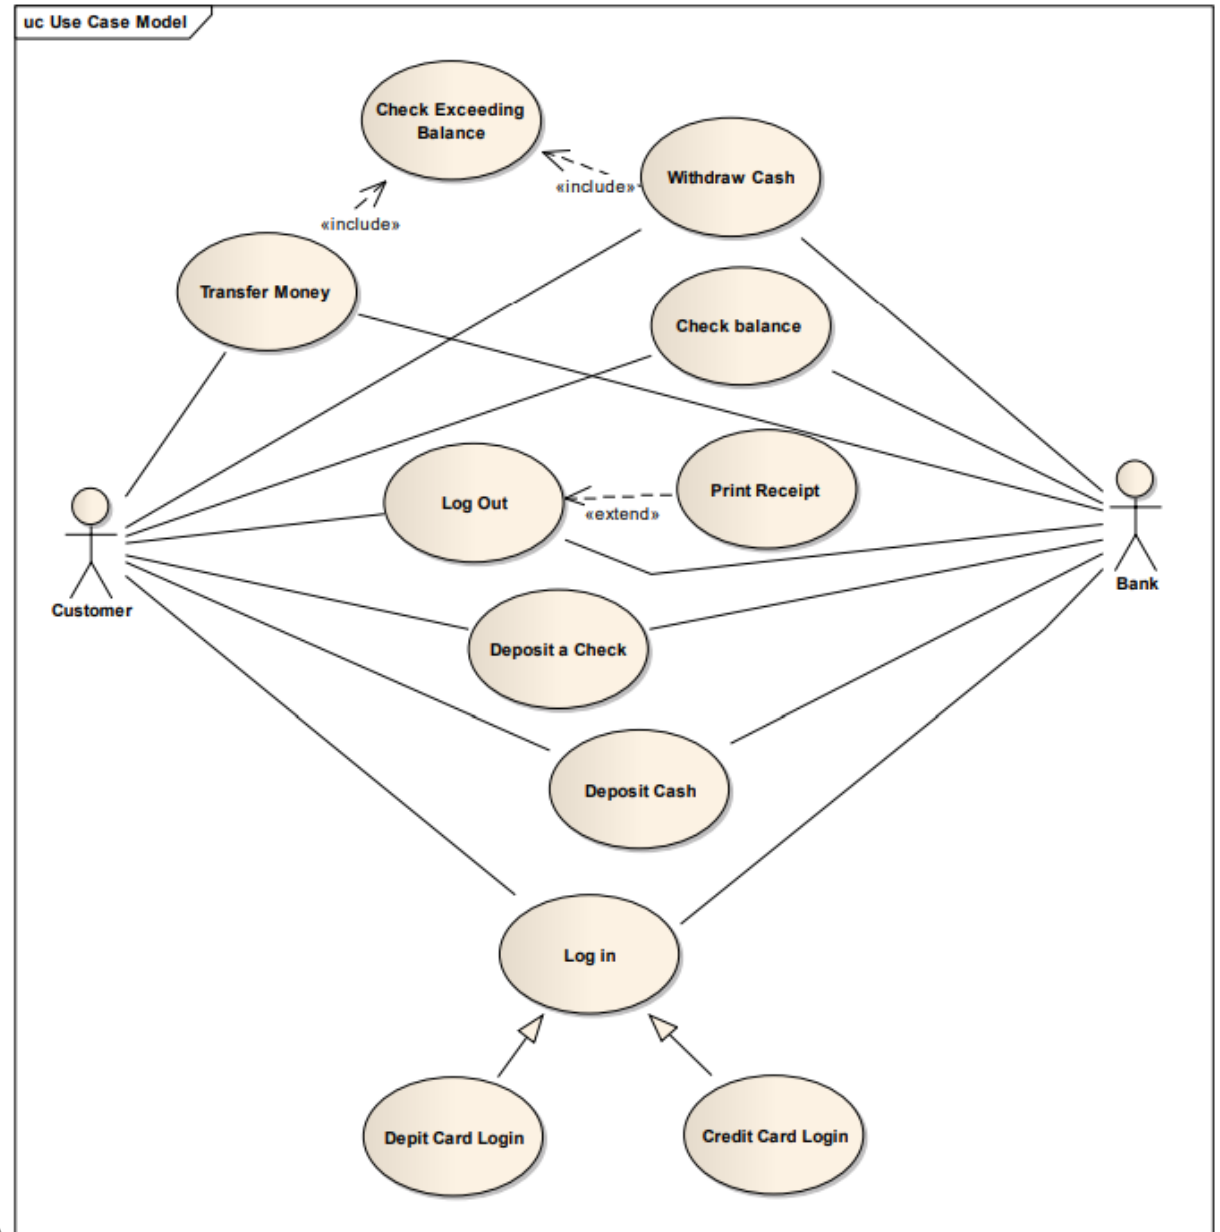 uc Use Case Model
Check Exceeding
Balance
Withdraw Cash
«include»
«include»
Transfer Money
Check balance
Log Out
Print Receipt
«extend»
Customer
Bank
Deposit a Check
Deposit Cash
Log in
Depit Card Login
Credit Card Login